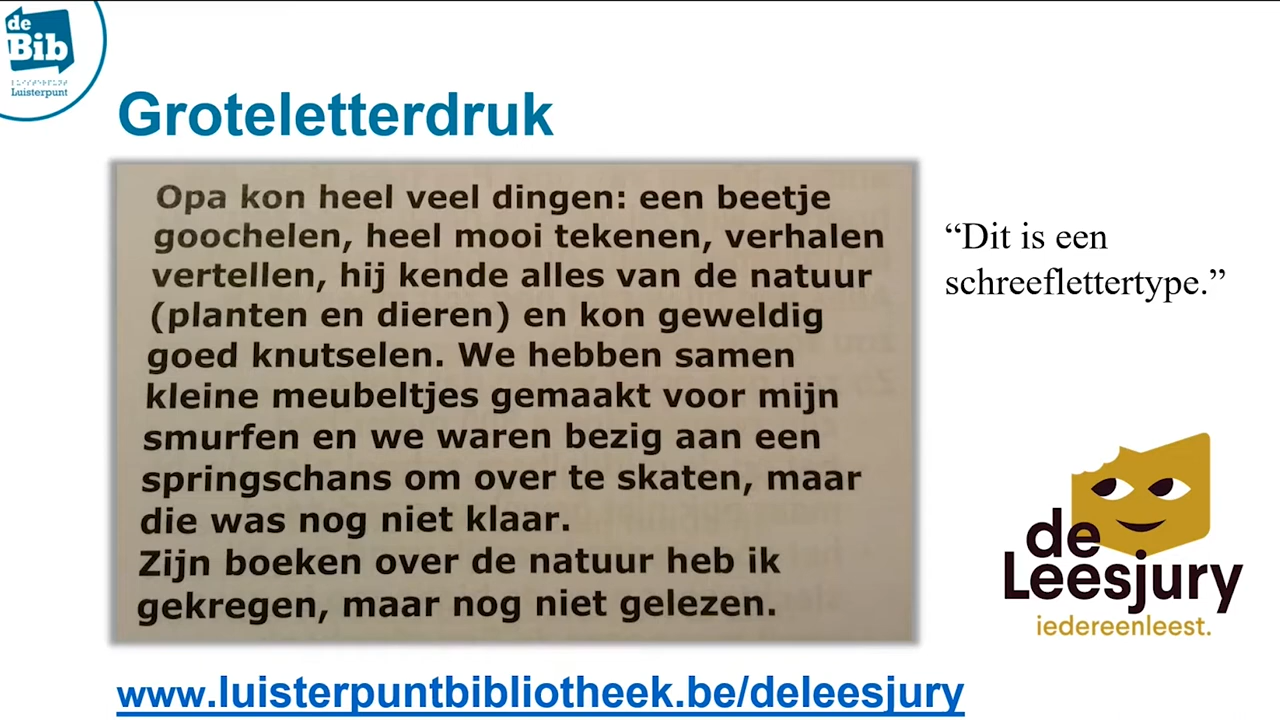 de
Bib
Luisterpunt
Groteletterdruk
Opa kon heel veel dingen: een beetje
goochelen, heel mooi tekenen, verhalen
vertellen, hij kende alles van de natuur
(planten en dieren) en kon geweldig
goed knutselen. We hebben samen
kleine meubeltjes gemaakt voor mijn
smurfen en we waren bezig aan een
springschans om over te skaten, maar
die was nog niet klaar.
Zijn boeken over de natuur heb ik
gekregen, maar nog niet gelezen.
“Dit is een
schreeflettertype.”
de
Leesjury
iedereenleest.
www.luisterpuntbibliotheek.be/deleesjury